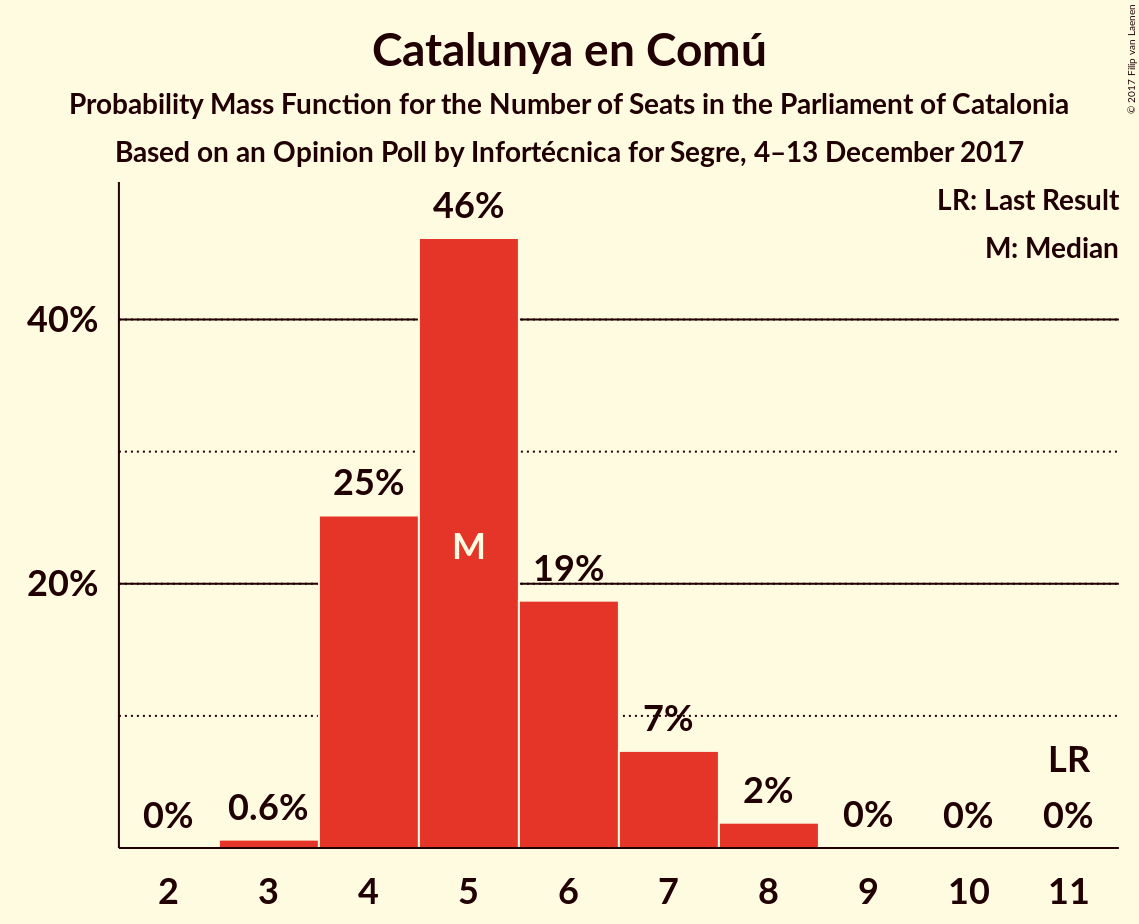 Catalunya en Comú
Probability Mass Function for the Number of Seats in the Parliament of Catalonia
Based on an Opinion Poll by Infortécnica for Segre, 4–13 December 2017
© 2017 Filip van Laenen
LR: Last Result
M: Median
46%
40%
25%
M
20%
19%
7%
LR
0%
0.6%
2%
0%
0%
0%
2
3
4
5
6
7
8
9
10
11